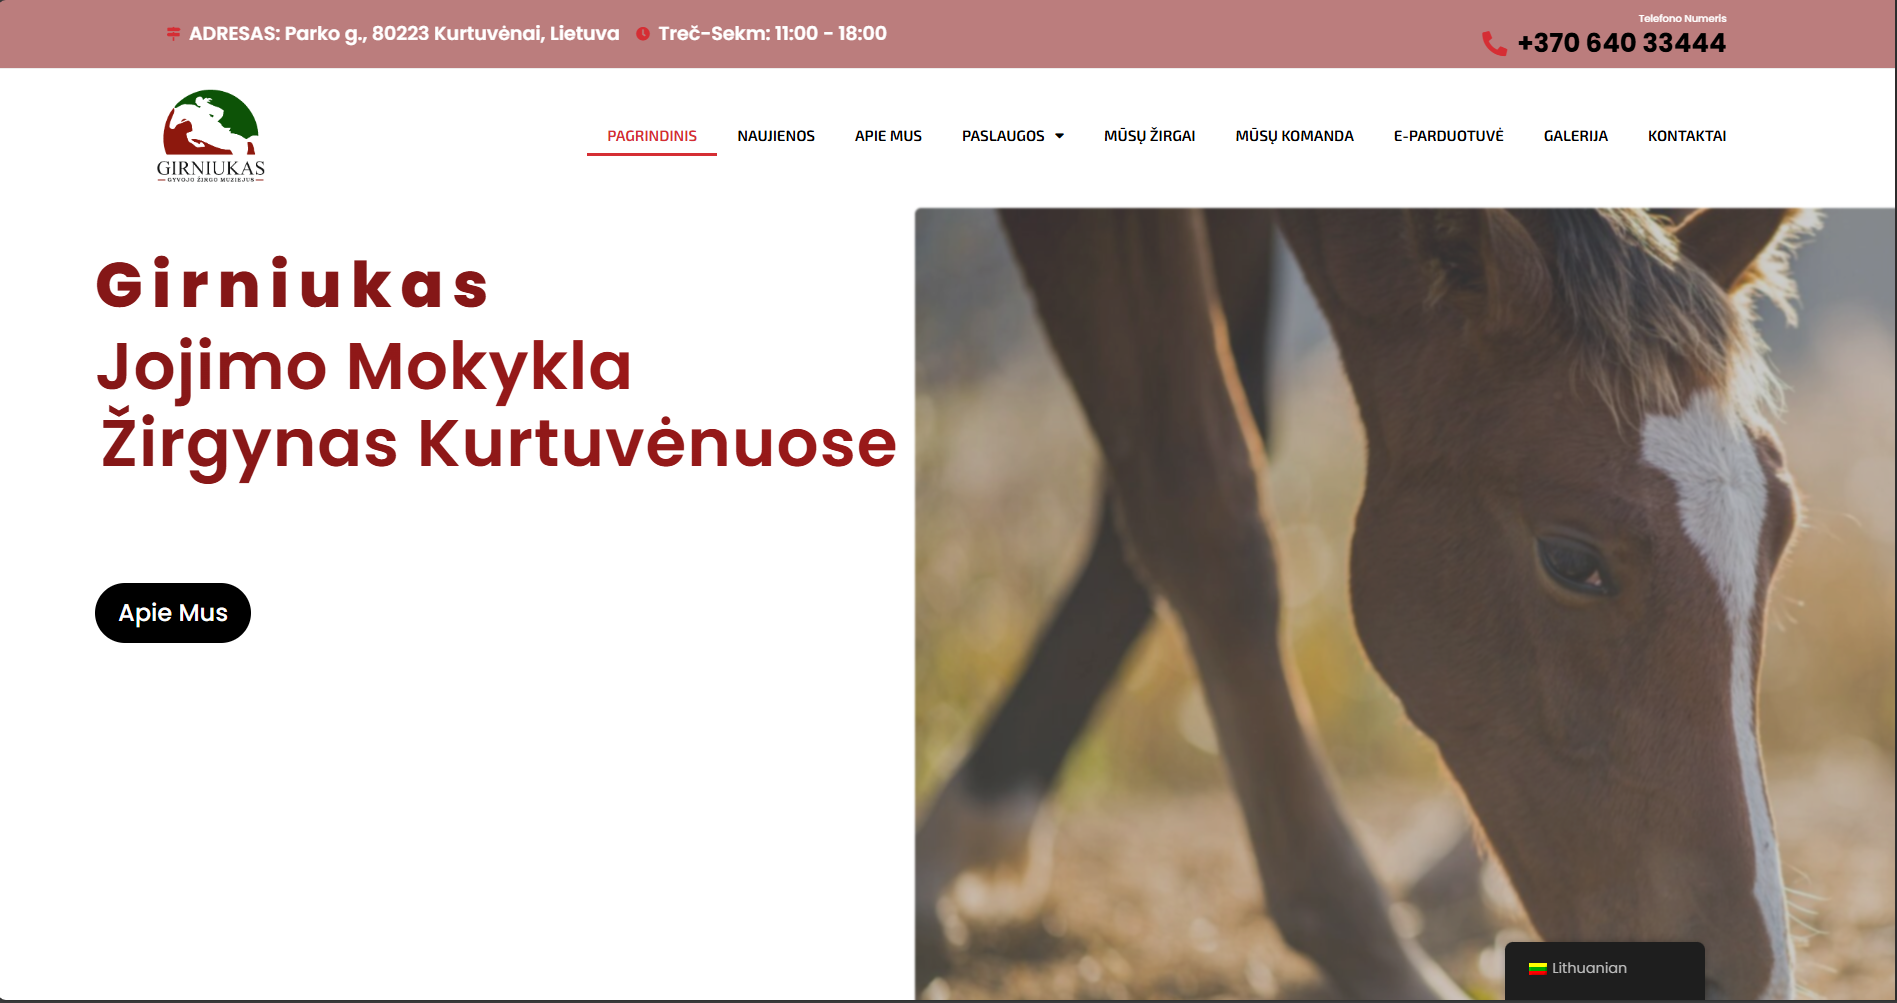 ADRESAS: Parko g., 80223 Kurtuvėnai, Lietuva
Treč-Sekm: 11:00 - 18:00
Telefono Numeris
+370 640 33444
GIRNIUKAS
GYVOJO ŽIRGO MUZIEJUS
PAGRINDINIS
NAUJIENOS
APIE MUS
PASLAUGOS
MŪSŲ ŽIRGAI
MŪSŲ KOMANDA
E-PARDUOTUVĖ
GALERIJA
KONTAKTAI
Girniukas
Jojimo Mokykla
Žirgynas Kurtuvėnuose
Apie Mus
Lithuanian